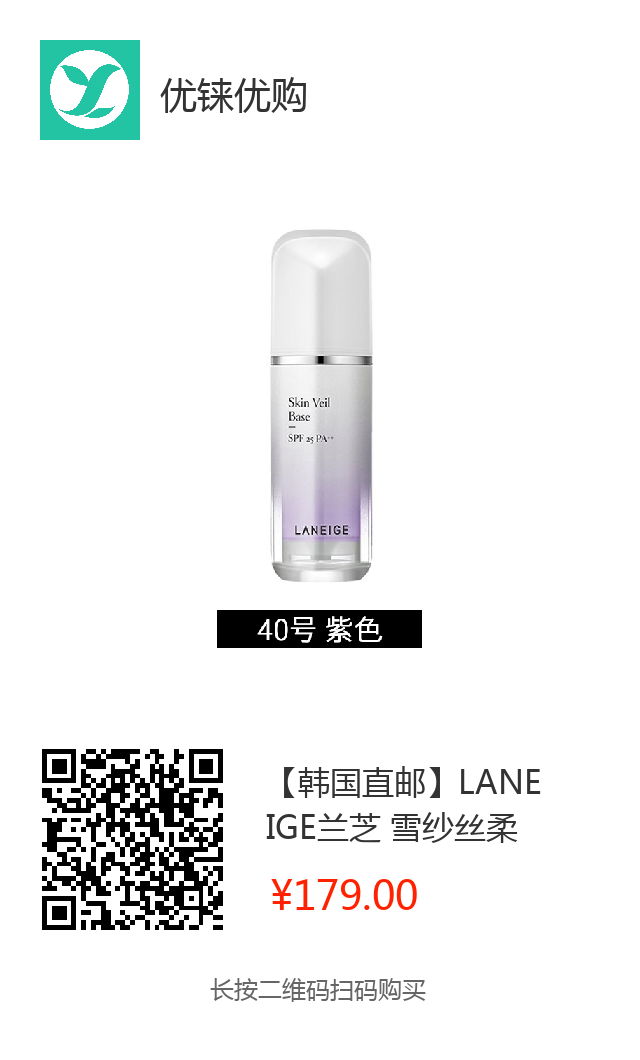 优铼优购
Skin Veil
Base
SPF 25 PA++
LANEIGE
40号 紫色
【韩国直邮】LANE
IGE兰芝 雪纱丝柔
¥179.00
长按二维码扫码购买